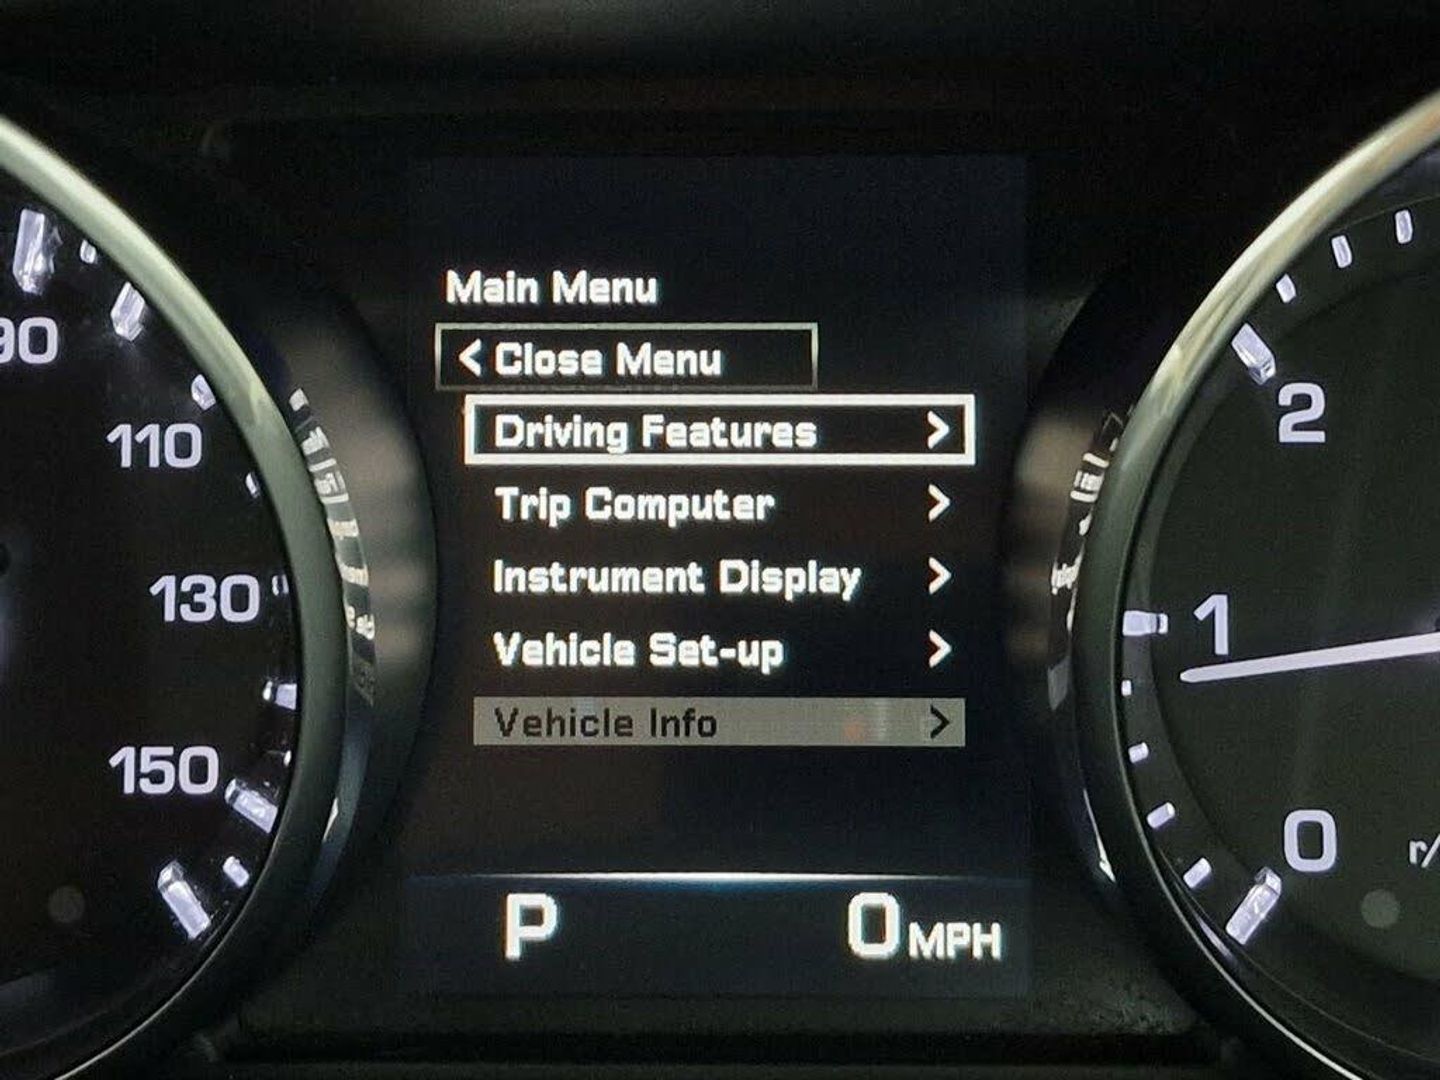 Main Menu
< Close Menu
Driving Features >
Trip Computer >
Instrument Display >
Vehicle Set-up >
Vehicle Info >
P 0 MPH
90
110
130
150
2
1
0
r/